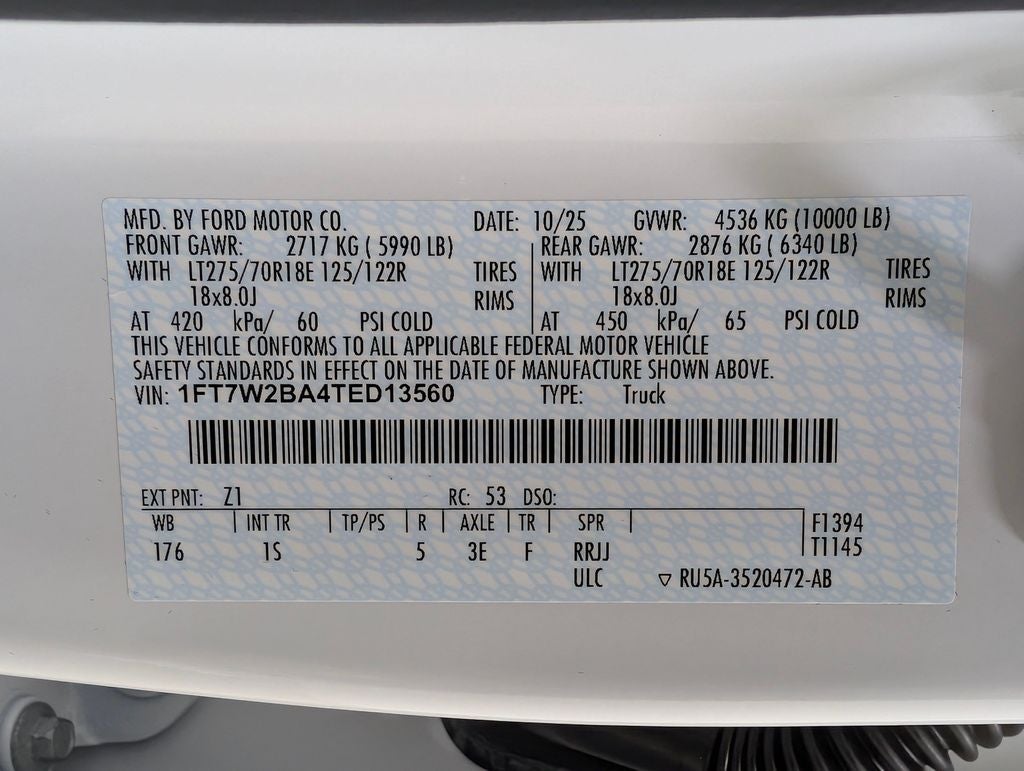 MFD. BY FORD MOTOR CO. DATE: 10/25 GVWR: 4536 KG (10000 LB)
FRONT GAWR: 2717 KG ( 5990 LB) REAR GAWR: 2876 KG ( 6340 LB)
WITH LT275/70R18E 125/122R TIRES WITH LT275/70R18E 125/122R TIRES
18x8.0J RIMS 18x8.0J RIMS
AT 420 kPa/ 60 PSI COLD AT 450 kPa/ 65 PSI COLD
THIS VEHICLE CONFORMS TO ALL APPLICABLE FEDERAL MOTOR VEHICLE
SAFETY STANDARDS IN EFFECT ON THE DATE OF MANUFACTURE SHOWN ABOVE.
VIN: 1FT7W2BA4TED13560 TYPE: Truck
EXT PNT: Z1 RC: 53 DSO:
WB INT TR TP/PS R AXLE TR SPR F1394
176 1S 5 3E F RRJJ T1145
ULC ▽ RU5A-3520472-AB